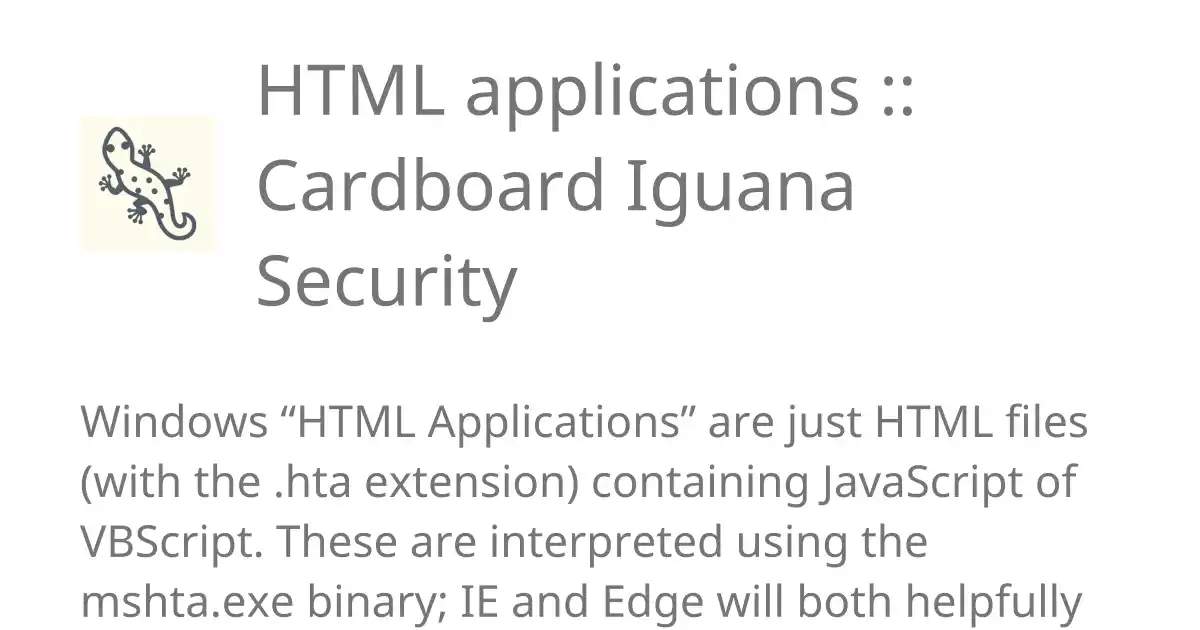 HTML applications ::
Cardboard Iguana
Security
Windows “HTML Applications” are just HTML files
(with the .hta extension) containing JavaScript of
VBScript. These are interpreted using the
mshta.exe binary; IE and Edge will both helpfully